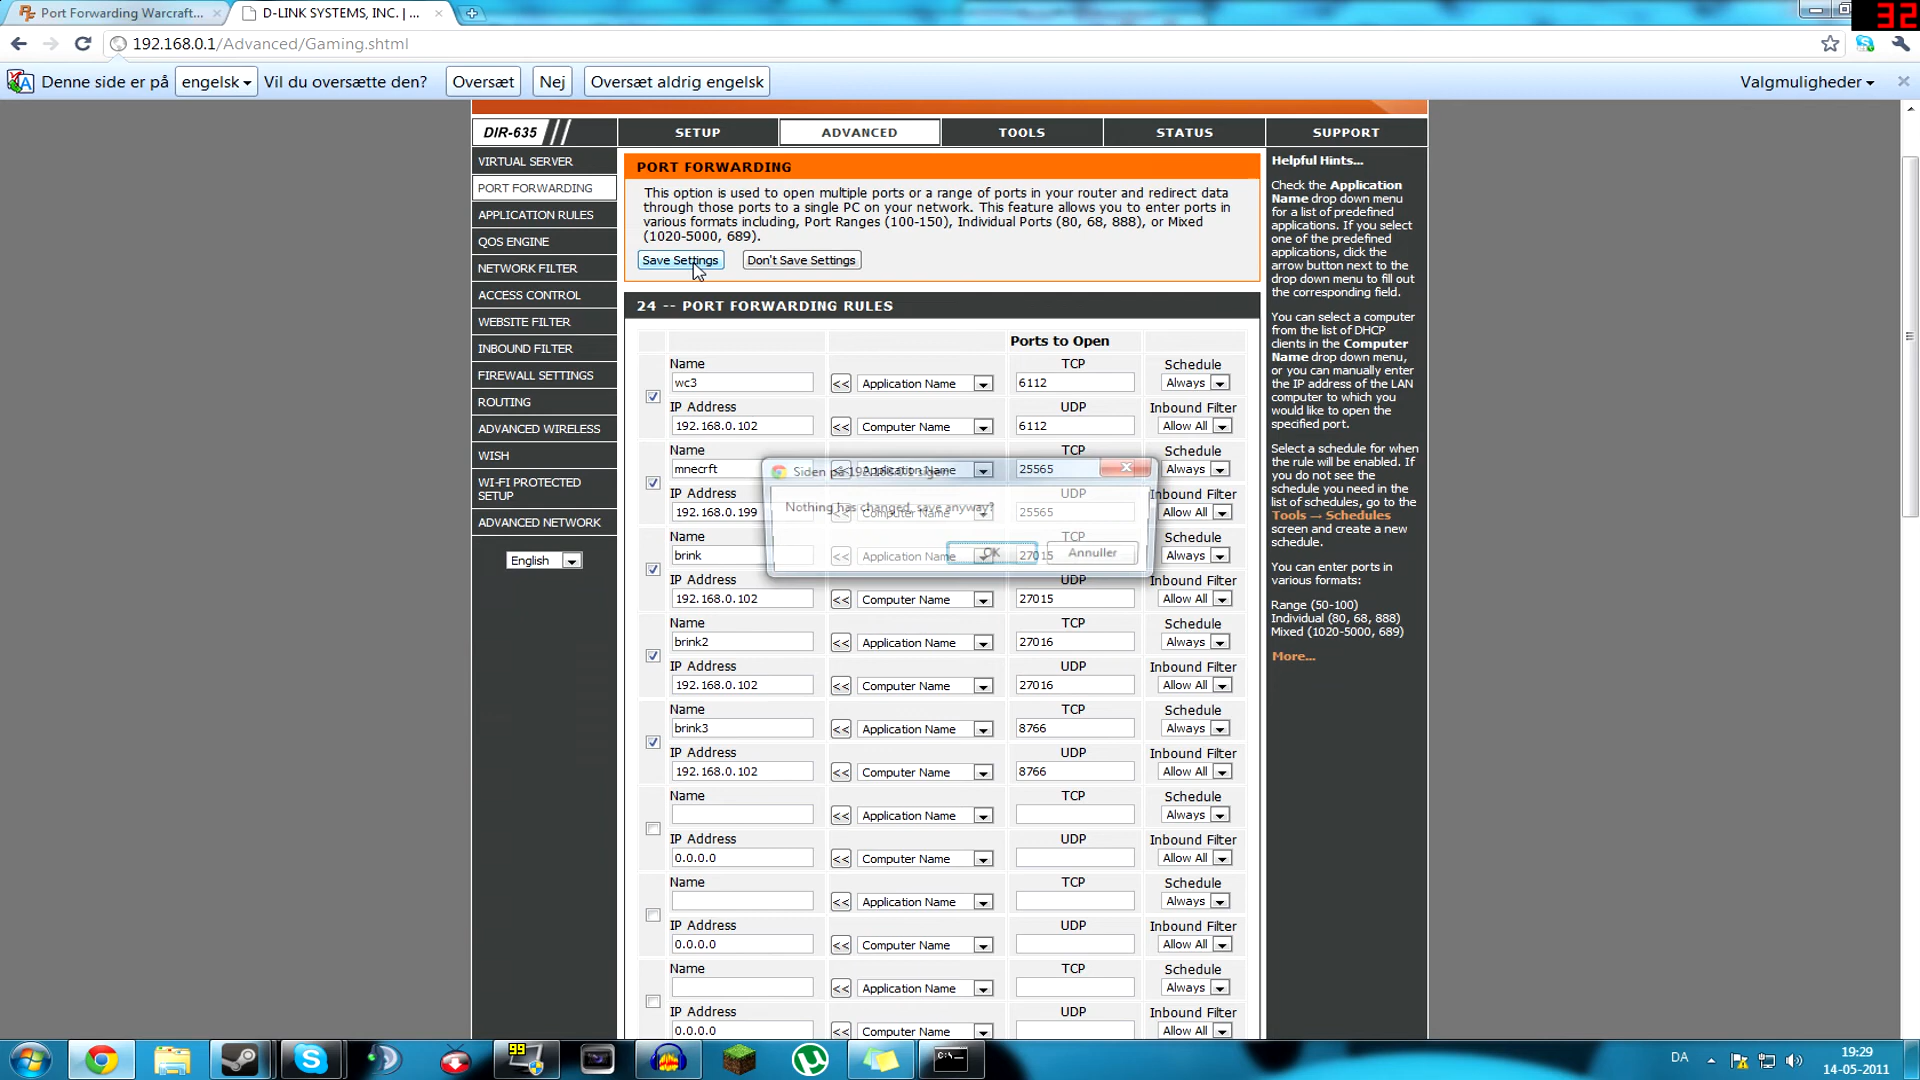 Port Forwarding Warcraft...
D-LINK SYSTEMS, INC. | ...
32
192.168.0.1/Advanced/Gaming.shtml
Denne side er på engelsk Vil du oversætte den? Oversæt Nej Oversæt aldrig engelsk Valgmuligheder
DIR-635 SETUP ADVANCED TOOLS STATUS SUPPORT
VIRTUAL SERVER
PORT FORWARDING
APPLICATION RULES
QOS ENGINE
NETWORK FILTER
ACCESS CONTROL
WEBSITE FILTER
INBOUND FILTER
FIREWALL SETTINGS
ROUTING
ADVANCED WIRELESS
WISH
WI-FI PROTECTED
SETUP
ADVANCED NETWORK
English
PORT FORWARDING
This option is used to open multiple ports or a range of ports in your router and redirect data
through those ports to a single PC on your network. This feature allows you to enter ports in
various formats including, Port Ranges (100-150), Individual Ports (80, 68, 888), or Mixed
(1020-5000, 689).
Save Settings Don't Save Settings
24 -- PORT FORWARDING RULES
Ports to Open
Name TCP Schedule
wc3 << Application Name 6112 Always
IP Address UDP Inbound Filter
192.168.0.102 << Computer Name 6112 Allow All
Name TCP Schedule
mnecrft << Application Name 25565 Always
IP Address UDP Inbound Filter
192.168.0.199 << Computer Name 25565 Allow All
Name TCP Schedule
brink << Application Name 27015 Always
IP Address UDP Inbound Filter
192.168.0.102 << Computer Name 27015 Allow All
Name TCP Schedule
brink2 << Application Name 27016 Always
IP Address UDP Inbound Filter
192.168.0.102 << Computer Name 27016 Allow All
Name TCP Schedule
brink3 << Application Name 8766 Always
IP Address UDP Inbound Filter
192.168.0.102 << Computer Name 8766 Allow All
Name TCP Schedule
<< Application Name Always
IP Address UDP Inbound Filter
0.0.0.0 << Computer Name Allow All
Name TCP Schedule
<< Application Name Always
IP Address UDP Inbound Filter
0.0.0.0 << Computer Name Allow All
Name TCP Schedule
<< Application Name Always
IP Address UDP Inbound Filter
0.0.0.0 << Computer Name Allow All
Siden på 192.168.0.1 siger:
Nothing has changed, save anyway?
OK Annuller
Helpful Hints...
Check the Application
Name drop down menu
for a list of predefined
applications. If you select
one of the predefined
applications, click the
arrow button next to the
drop down menu to fill out
the corresponding field.
You can select a computer
from the list of DHCP
clients in the Computer
Name drop down menu,
or you can manually enter
the IP address of the LAN
computer to which you
would like to open the
specified port.
Select a schedule for when
the rule will be enabled. If
you do not see the
schedule you need in the
list of schedules, go to the
Tools → Schedules
screen and create a new
schedule.
You can enter ports in
various formats:
Range (50-100)
Individual (80, 68, 888)
Mixed (1020-5000, 689)
More...
99
C:\.
DA
19:29
14-05-2011